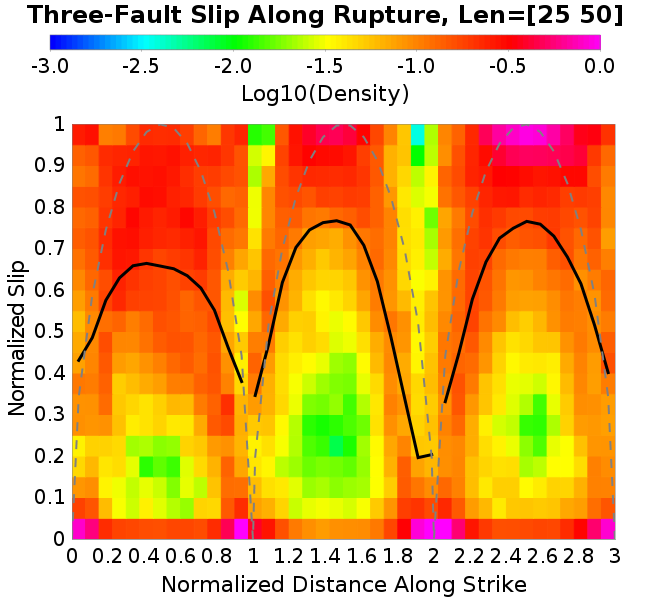 Three-Fault Slip Along Rupture, Len=[25 50]
-3.0 -2.5 -2.0 -1.5 -1.0 -0.5 0.0
Log10(Density)
1
0.9
0.8
0.7
0.6
0.5
0.4
0.3
0.2
0.1
0
Normalized Slip
0 0.2 0.4 0.6 0.8 1 1.2 1.4 1.6 1.8 2 2.2 2.4 2.6 2.8 3
Normalized Distance Along Strike